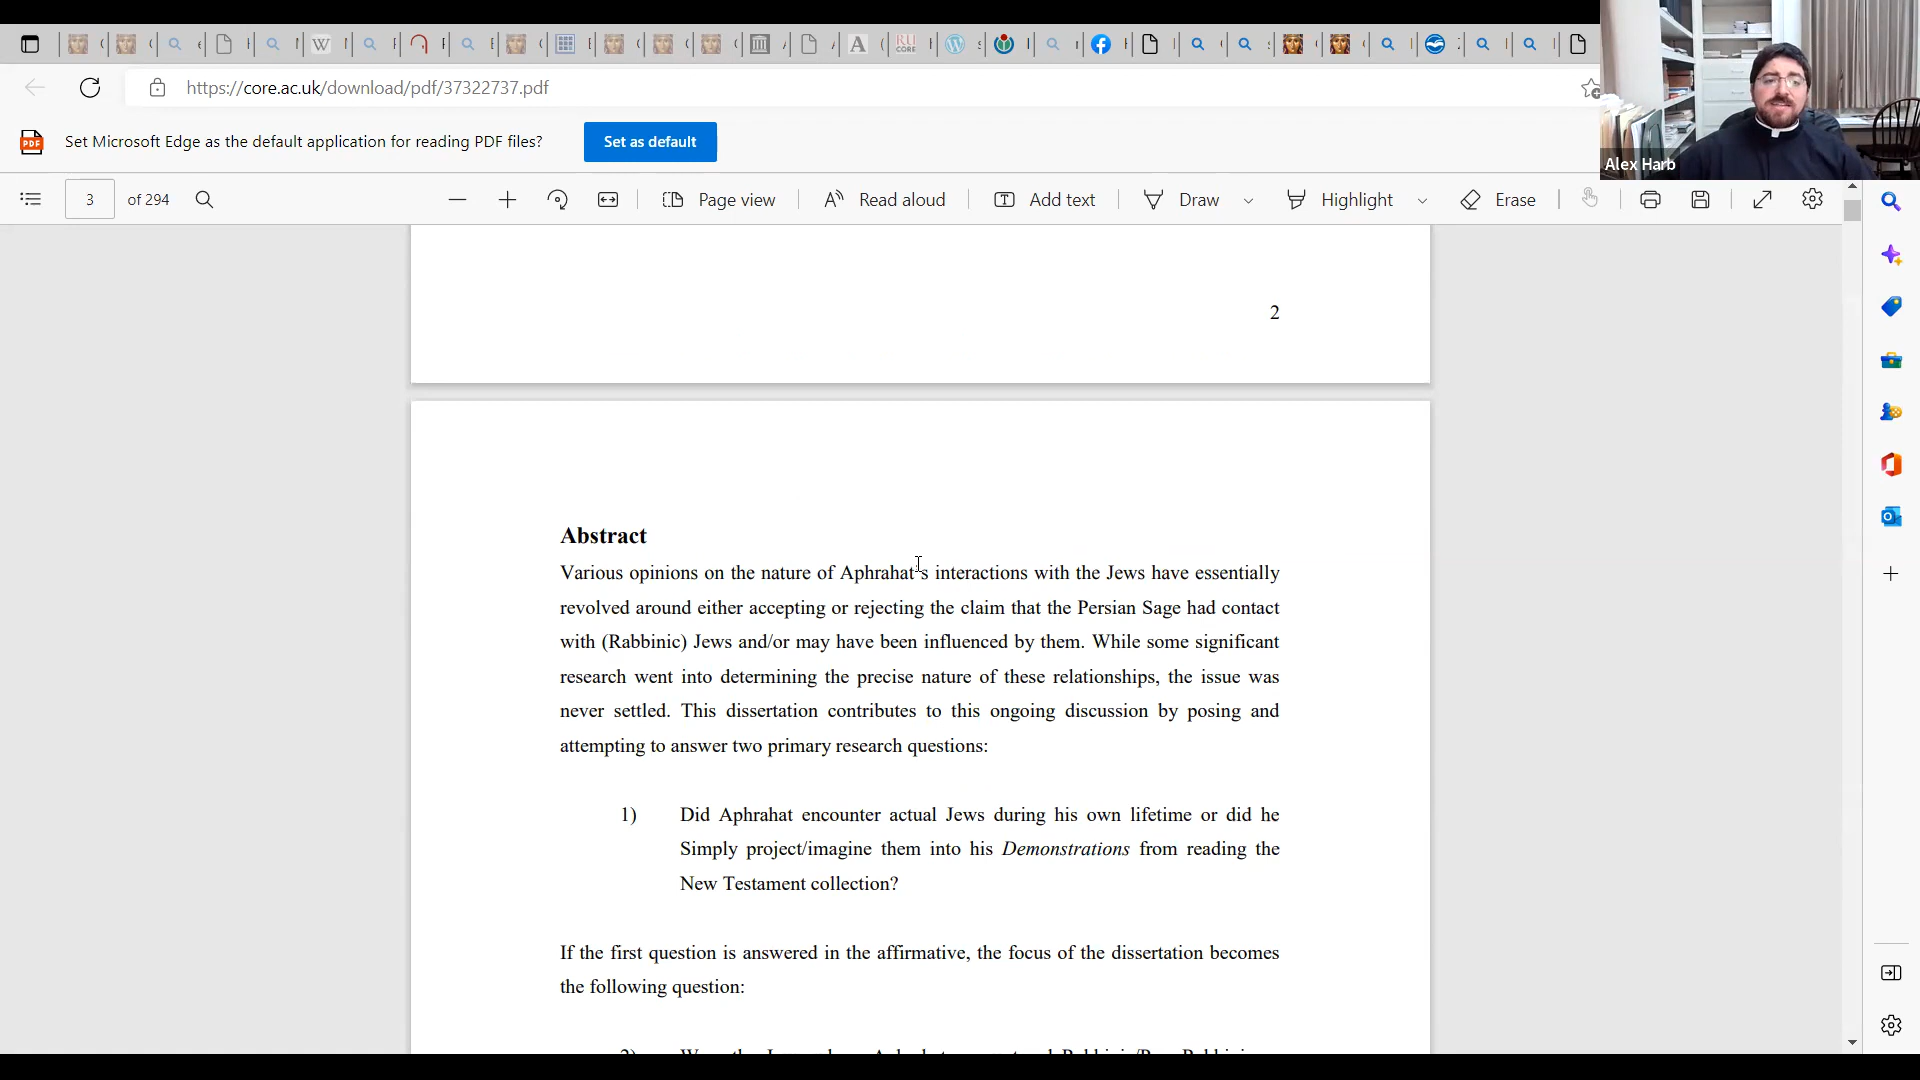 https://core.ac.uk/download/pdf/37322737.pdf
Set Microsoft Edge as the default application for reading PDF files?
Set as default
Alex Harb
3 of 294
Page view
Read aloud
Add text
Draw
Highlight
Erase
2
Abstract
Various opinions on the nature of Aphrahat's interactions with the Jews have essentially
revolved around either accepting or rejecting the claim that the Persian Sage had contact
with (Rabbinic) Jews and/or may have been influenced by them. While some significant
research went into determining the precise nature of these relationships, the issue was
never settled. This dissertation contributes to this ongoing discussion by posing and
attempting to answer two primary research questions:
1) Did Aphrahat encounter actual Jews during his own lifetime or did he
Simply project/imagine them into his Demonstrations from reading the
New Testament collection?
If the first question is answered in the affirmative, the focus of the dissertation becomes
the following question: